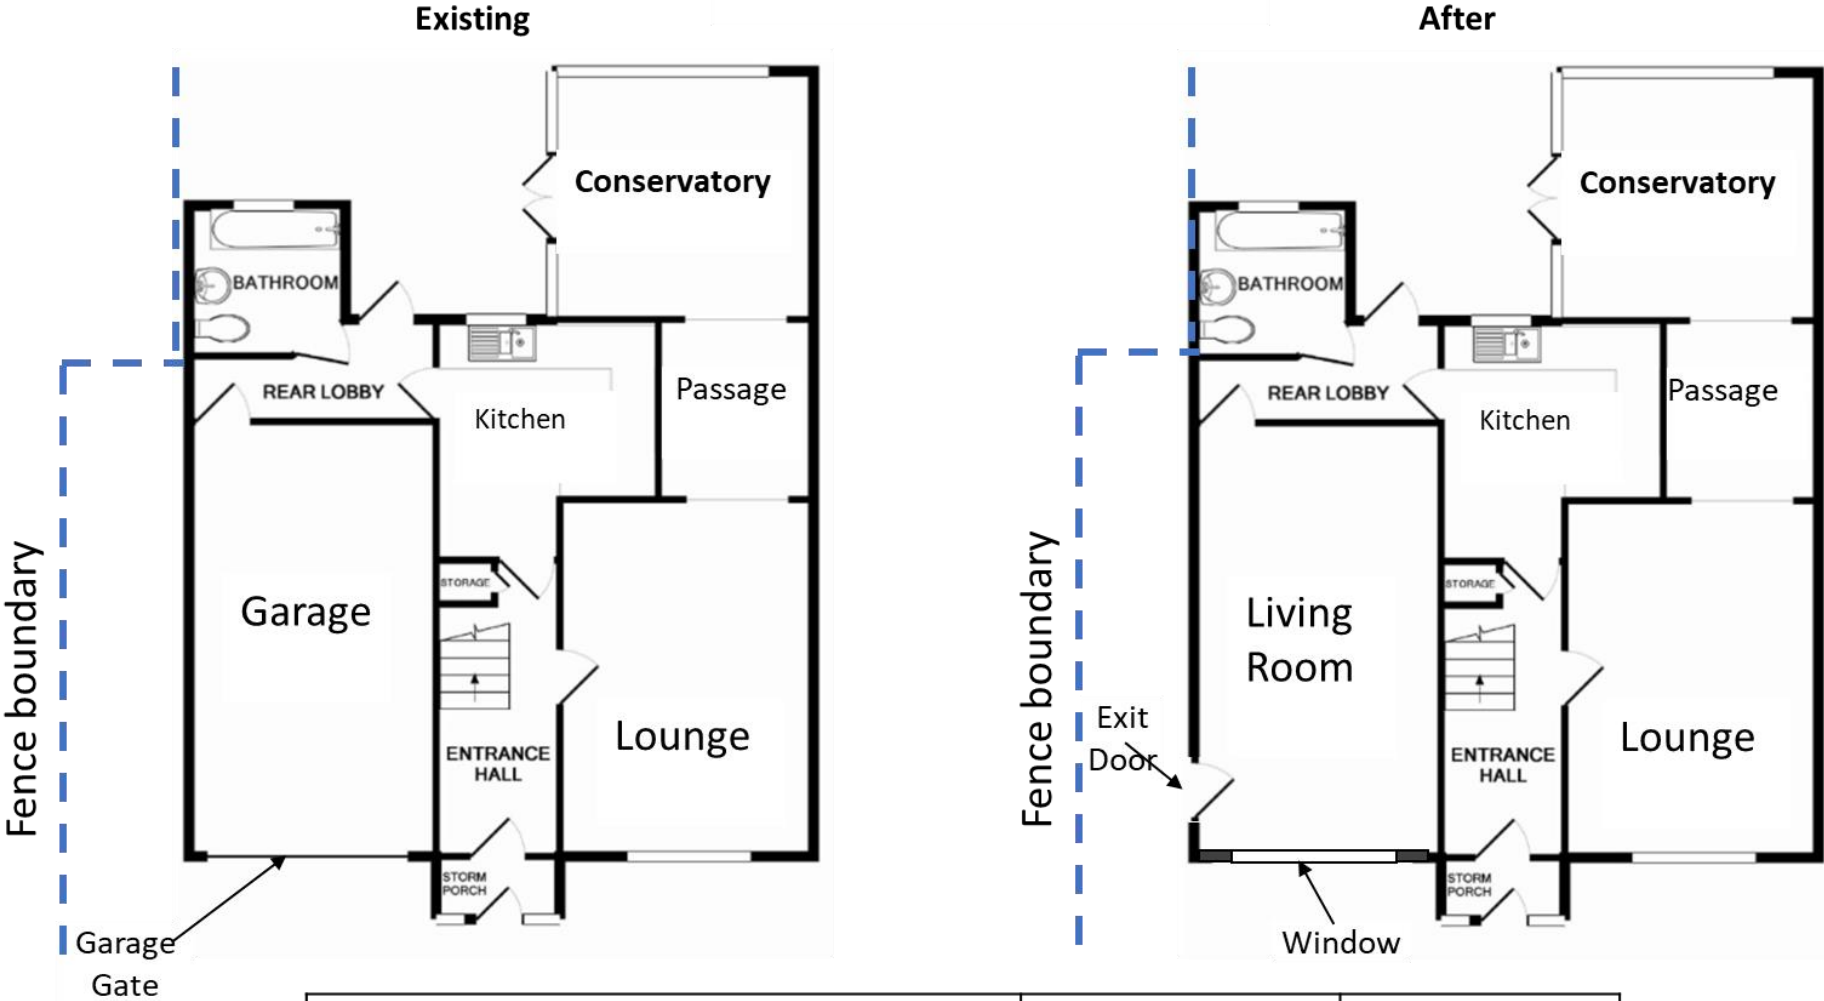 Existing
Conservatory
BATHROOM
REAR LOBBY
Kitchen
Passage
Garage
STORAGE
Lounge
ENTRANCE
HALL
STORM
PORCH
Fence boundary
Garage
Gate
After
Conservatory
BATHROOM
REAR LOBBY
Kitchen
Passage
Living
Room
STORAGE
Exit
Door
Lounge
ENTRANCE
HALL
STORM
PORCH
Fence boundary
Window